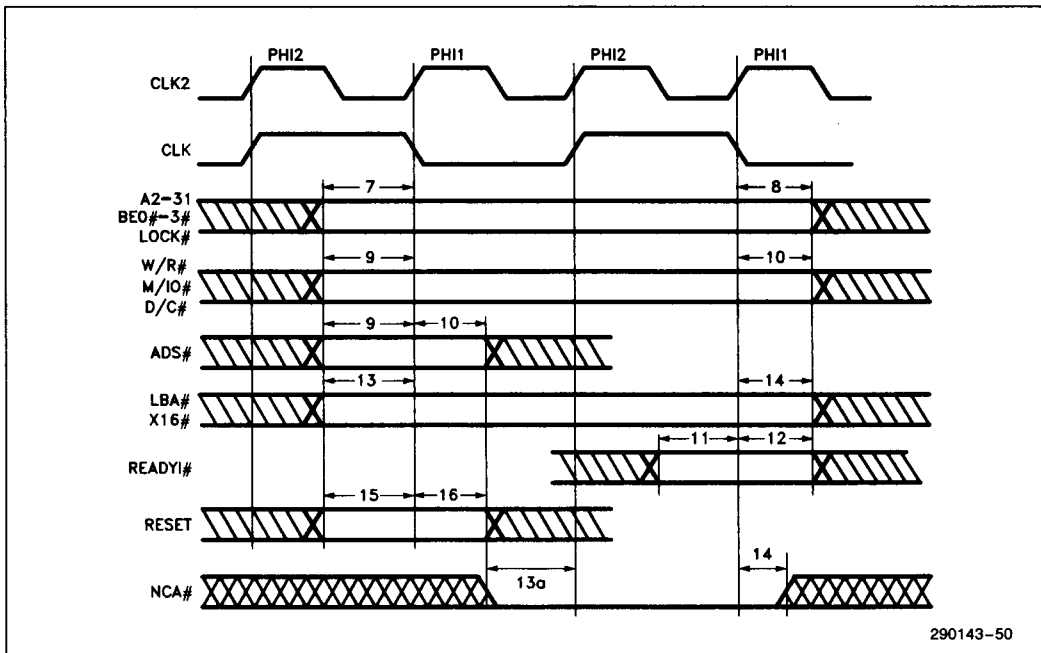 PHI2 PHI1 PHI2 PHI1
CLK2
CLK
7 8
A2-31
BE0#-3#
LOCK#
W/R#
9 10
M/IO#
D/C#
9 10
ADS#
13 14
LBA#
X16#
11 12
READYI#
15 16
RESET
14
13a
NCA#
290143-50